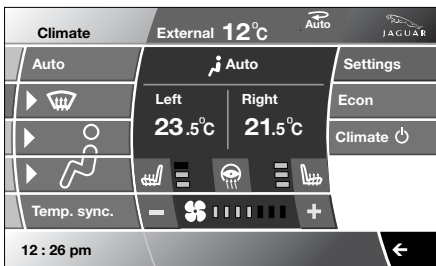 Climate External 12°C Auto JAGUAR
Auto Auto Settings
Left Right Econ
23.5°C 21.5°C Climate
Temp. sync. − +
12 : 26 pm